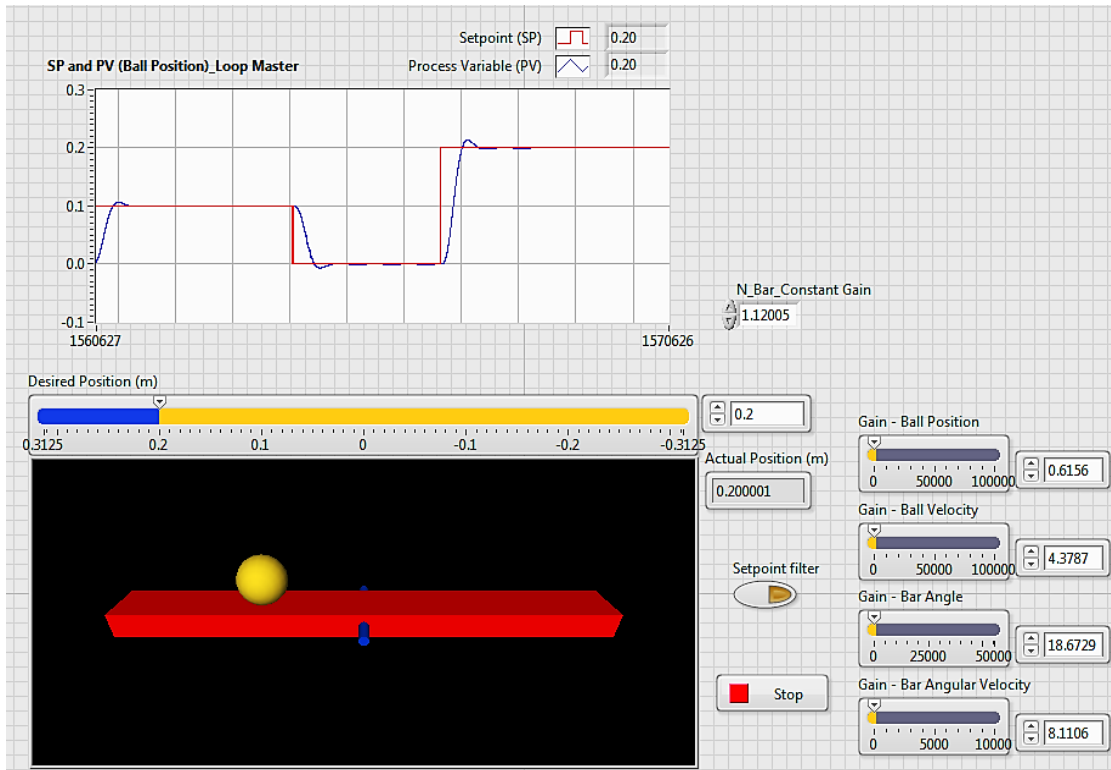 Setpoint (SP) 0.20
SP and PV (Ball Position)_Loop Master
Process Variable (PV) 0.20
0.3
0.2
0.1
0.0
-0.1
1560627 1570626
N_Bar_Constant Gain
1.12005
Desired Position (m)
0.3125 0.2 0.1 0 -0.1 -0.2 -0.3125
0.2
Actual Position (m)
0.200001
Setpoint filter
Stop
Gain - Ball Position
0 50000 100000
0.6156
Gain - Ball Velocity
0 50000 100000
4.3787
Gain - Bar Angle
0 25000 50000
18.6729
Gain - Bar Angular Velocity
0 5000 10000
8.1106